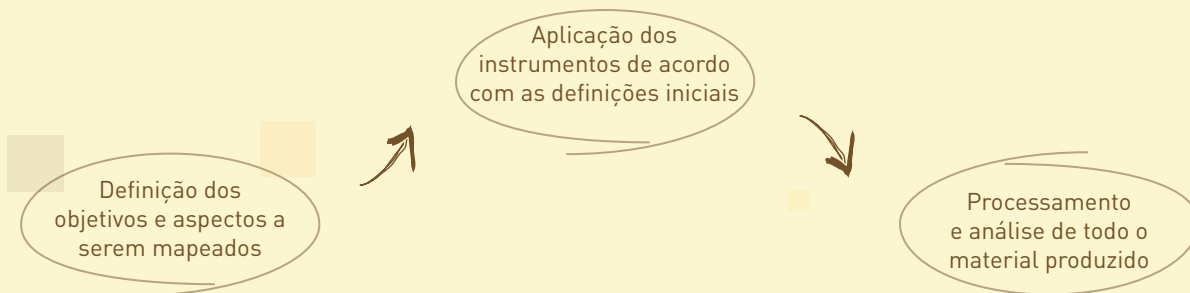 Definição dos
objetivos e aspectos a
serem mapeados
Aplicação dos
instrumentos de acordo
com as definições iniciais
Processamento
e análise de todo o
material produzido